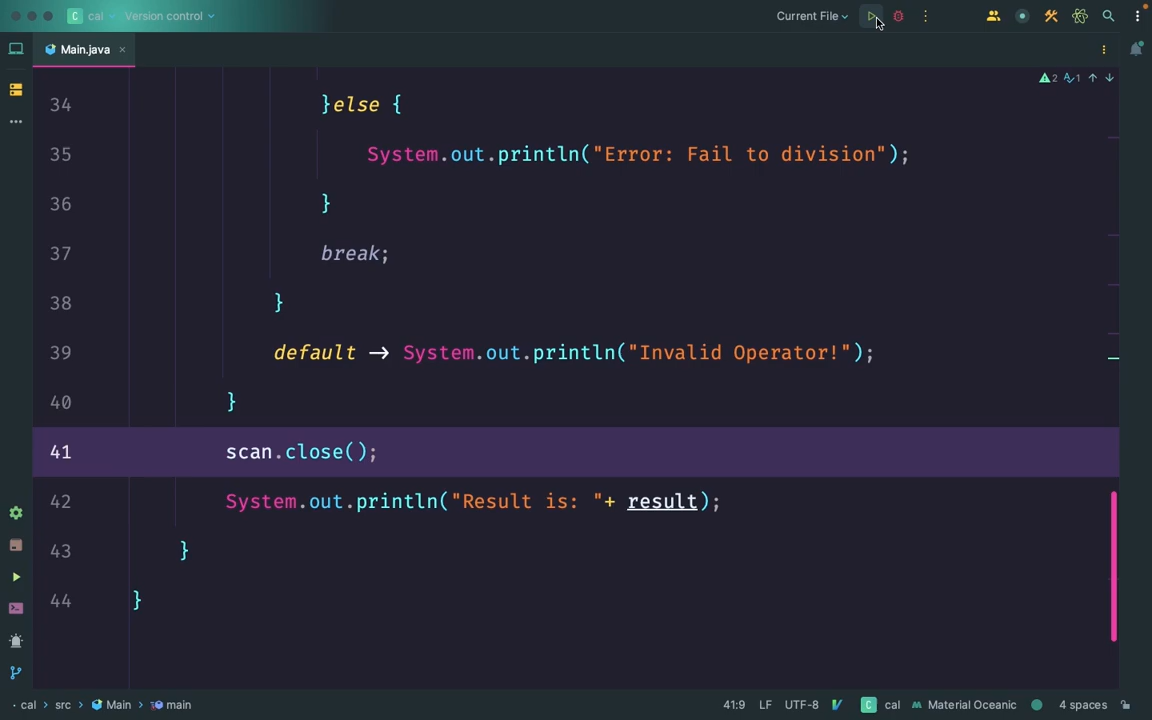 C cal Version control Current File
Main.java ×
2 1
34 }else {
35 System.out.println("Error: Fail to division");
36 }
37 break;
38 }
39 default → System.out.println("Invalid Operator!");
40 }
41 scan.close();
42 System.out.println("Result is: "+ result);
43 }
44 }
cal > src > Main > main 41:9 LF UTF-8 C cal Material Oceanic 4 spaces